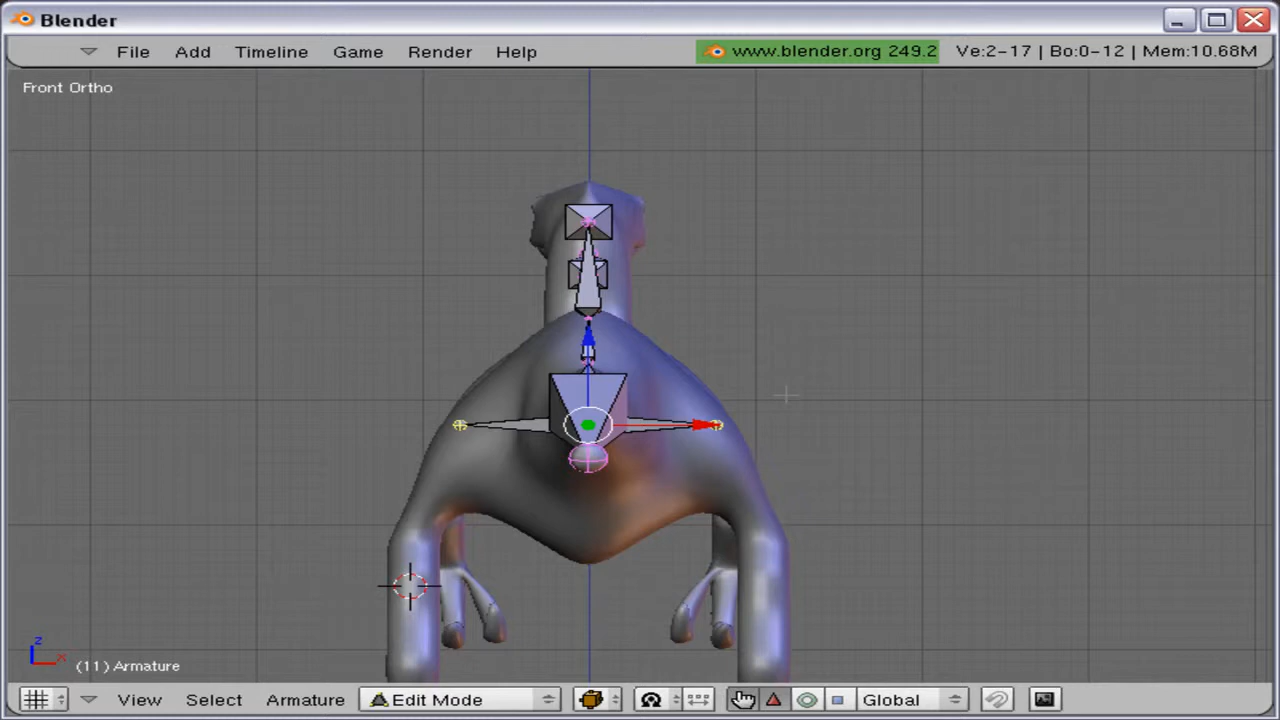 Blender
File Add Timeline Game Render Help www.blender.org 249.2 Ve:2-17 | Bo:0-12 | Mem:10.68M
Front Ortho
z
x
(11) Armature
View Select Armature Edit Mode Global